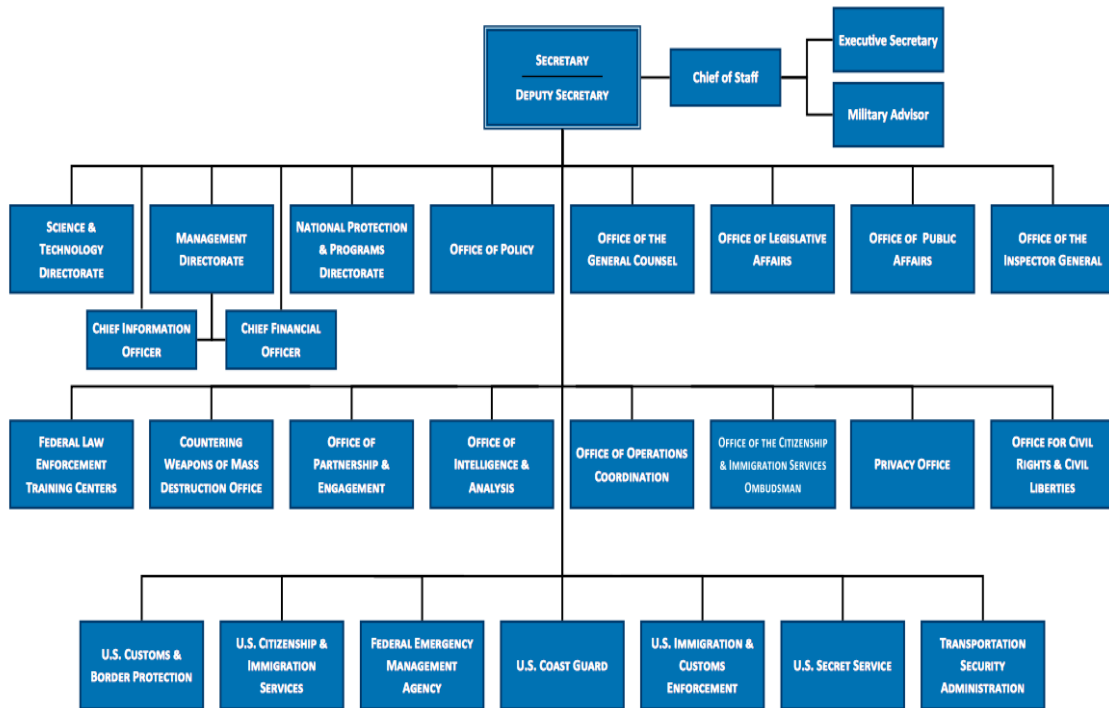 SECRETARY
DEPUTY SECRETARY
Chief of Staff
Executive Secretary
Military Advisor
SCIENCE &
TECHNOLOGY
DIRECTORATE
MANAGEMENT
DIRECTORATE
NATIONAL PROTECTION
& PROGRAMS
DIRECTORATE
OFFICE OF POLICY
OFFICE OF THE
GENERAL COUNSEL
OFFICE OF LEGISLATIVE
AFFAIRS
OFFICE OF PUBLIC
AFFAIRS
OFFICE OF THE
INSPECTOR GENERAL
CHIEF INFORMATION
OFFICER
CHIEF FINANCIAL
OFFICER
FEDERAL LAW
ENFORCEMENT
TRAINING CENTERS
COUNTERING
WEAPONS OF MASS
DESTRUCTION OFFICE
OFFICE OF
PARTNERSHIP &
ENGAGEMENT
OFFICE OF
INTELLIGENCE &
ANALYSIS
OFFICE OF OPERATIONS
COORDINATION
OFFICE OF THE CITIZENSHIP
& IMMIGRATION SERVICES
OMBUDSMAN
PRIVACY OFFICE
OFFICE FOR CIVIL
RIGHTS & CIVIL
LIBERTIES
U.S. CUSTOMS &
BORDER PROTECTION
U.S. CITIZENSHIP &
IMMIGRATION
SERVICES
FEDERAL EMERGENCY
MANAGEMENT
AGENCY
U.S. COAST GUARD
U.S. IMMIGRATION &
CUSTOMS
ENFORCEMENT
U.S. SECRET SERVICE
TRANSPORTATION
SECURITY
ADMINISTRATION